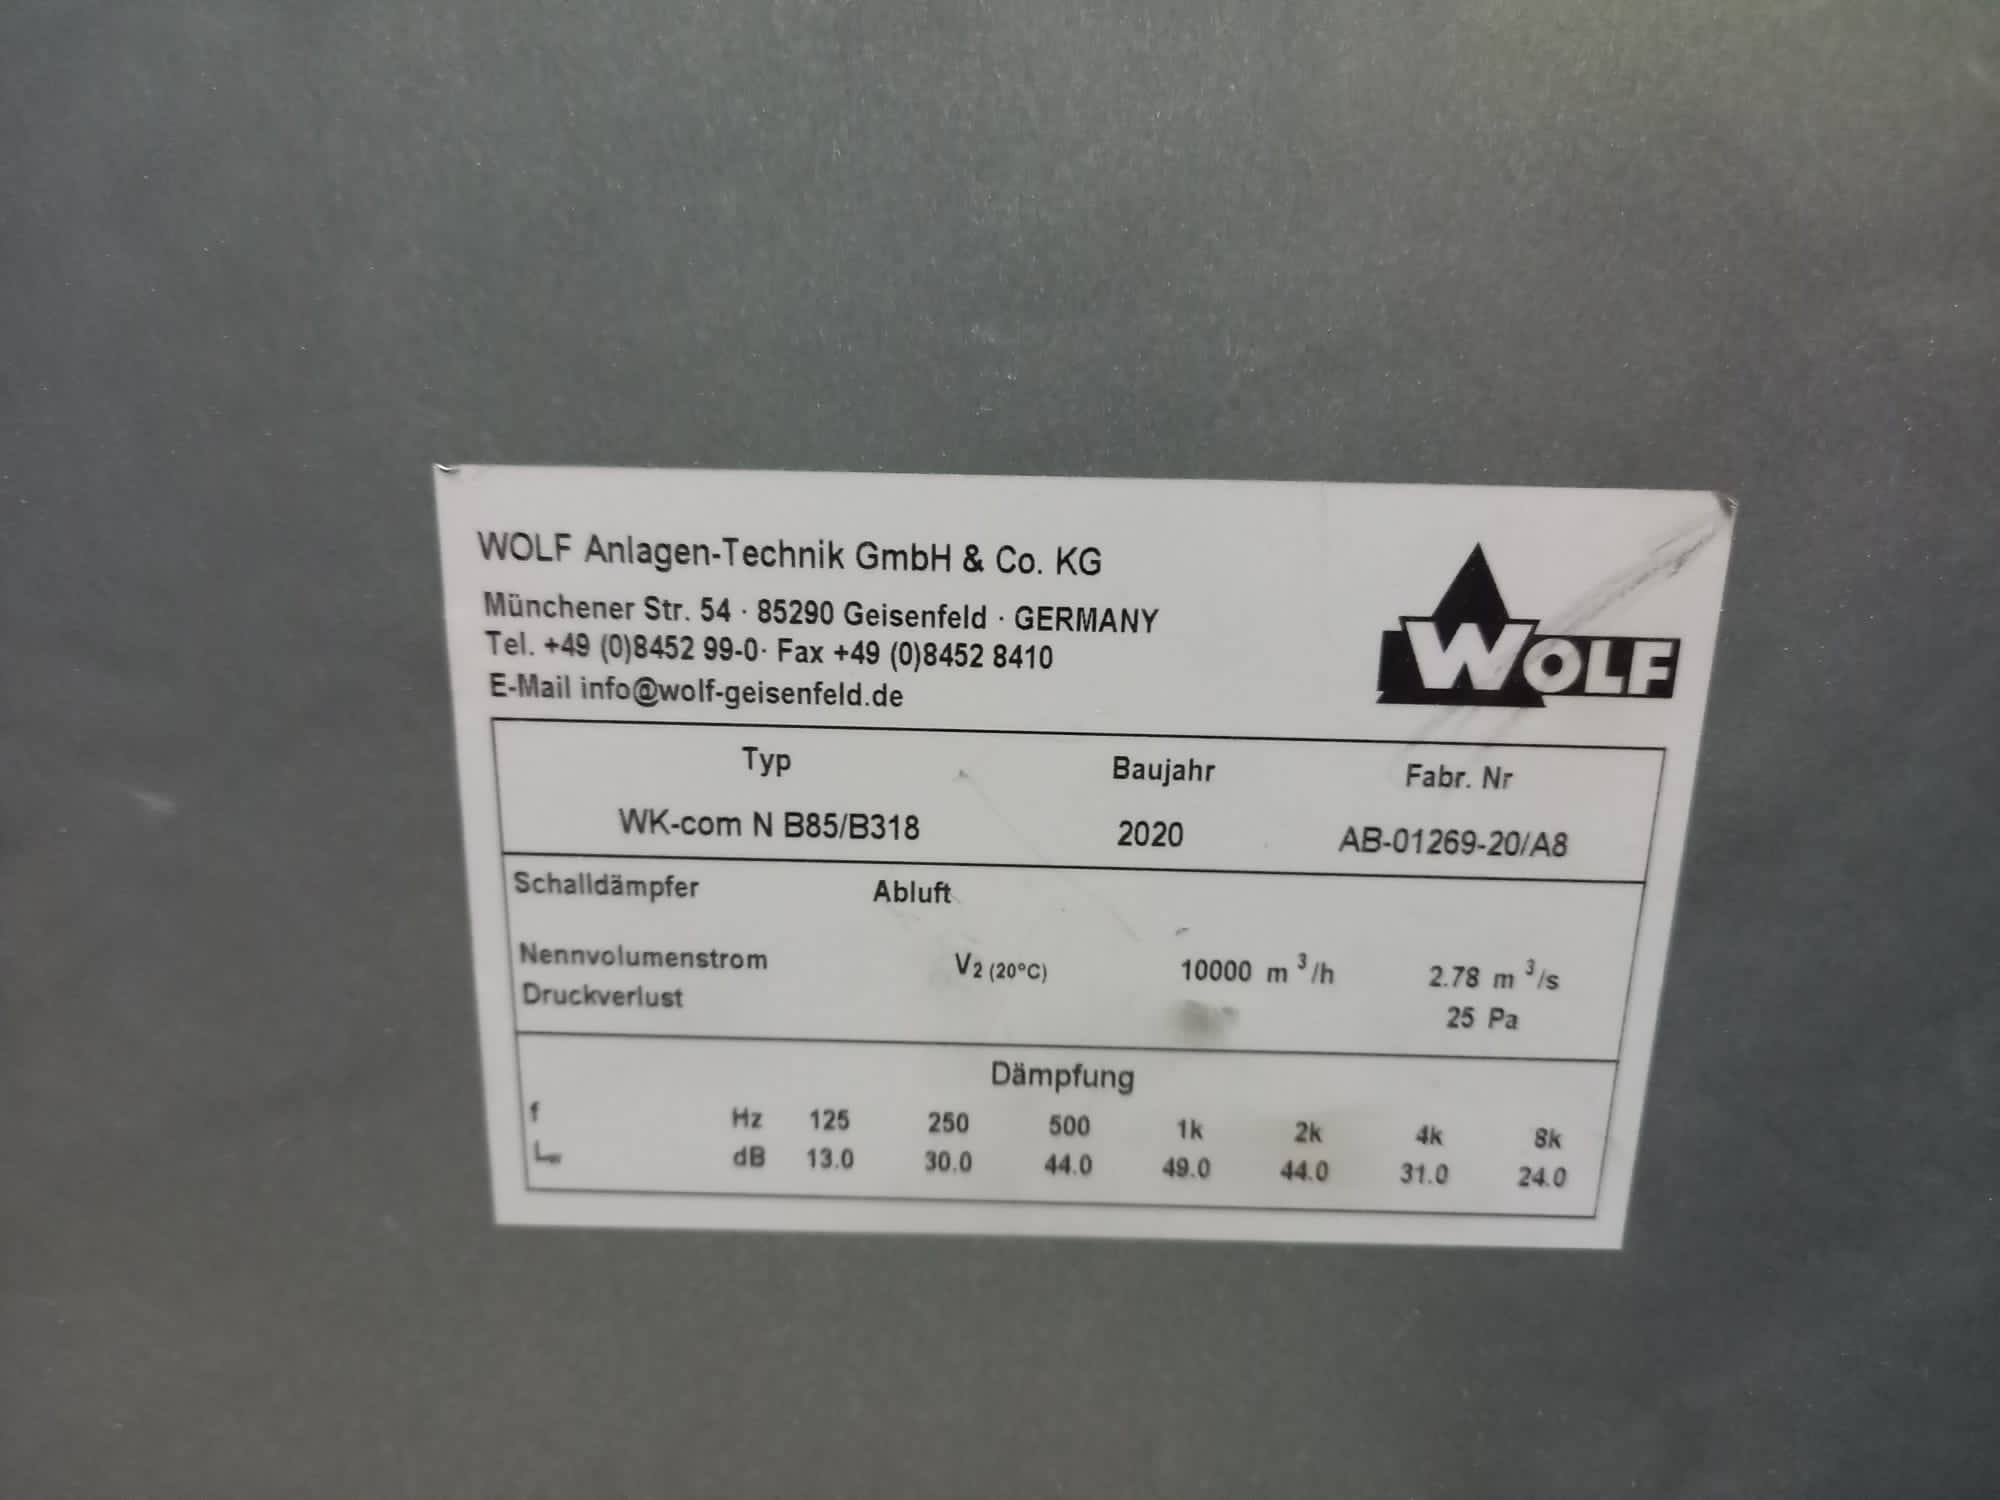 WOLF Anlagen-Technik GmbH & Co. KG
Münchener Str. 54 · 85290 Geisenfeld · GERMANY
Tel. +49 (0)8452 99-0· Fax +49 (0)8452 8410
E-Mail info@wolf-geisenfeld.de
WOLF
Typ Baujahr Fabr. Nr
WK-com N B85/B318 2020 AB-01269-20/A8
Schalldämpfer Abluft
Nennvolumenstrom V2 (20°C) 10000 m³/h 2.78 m³/s
Druckverlust 25 Pa
Dämpfung
f Hz 125 250 500 1k 2k 4k 8k
Lw dB 13.0 30.0 44.0 49.0 44.0 31.0 24.0